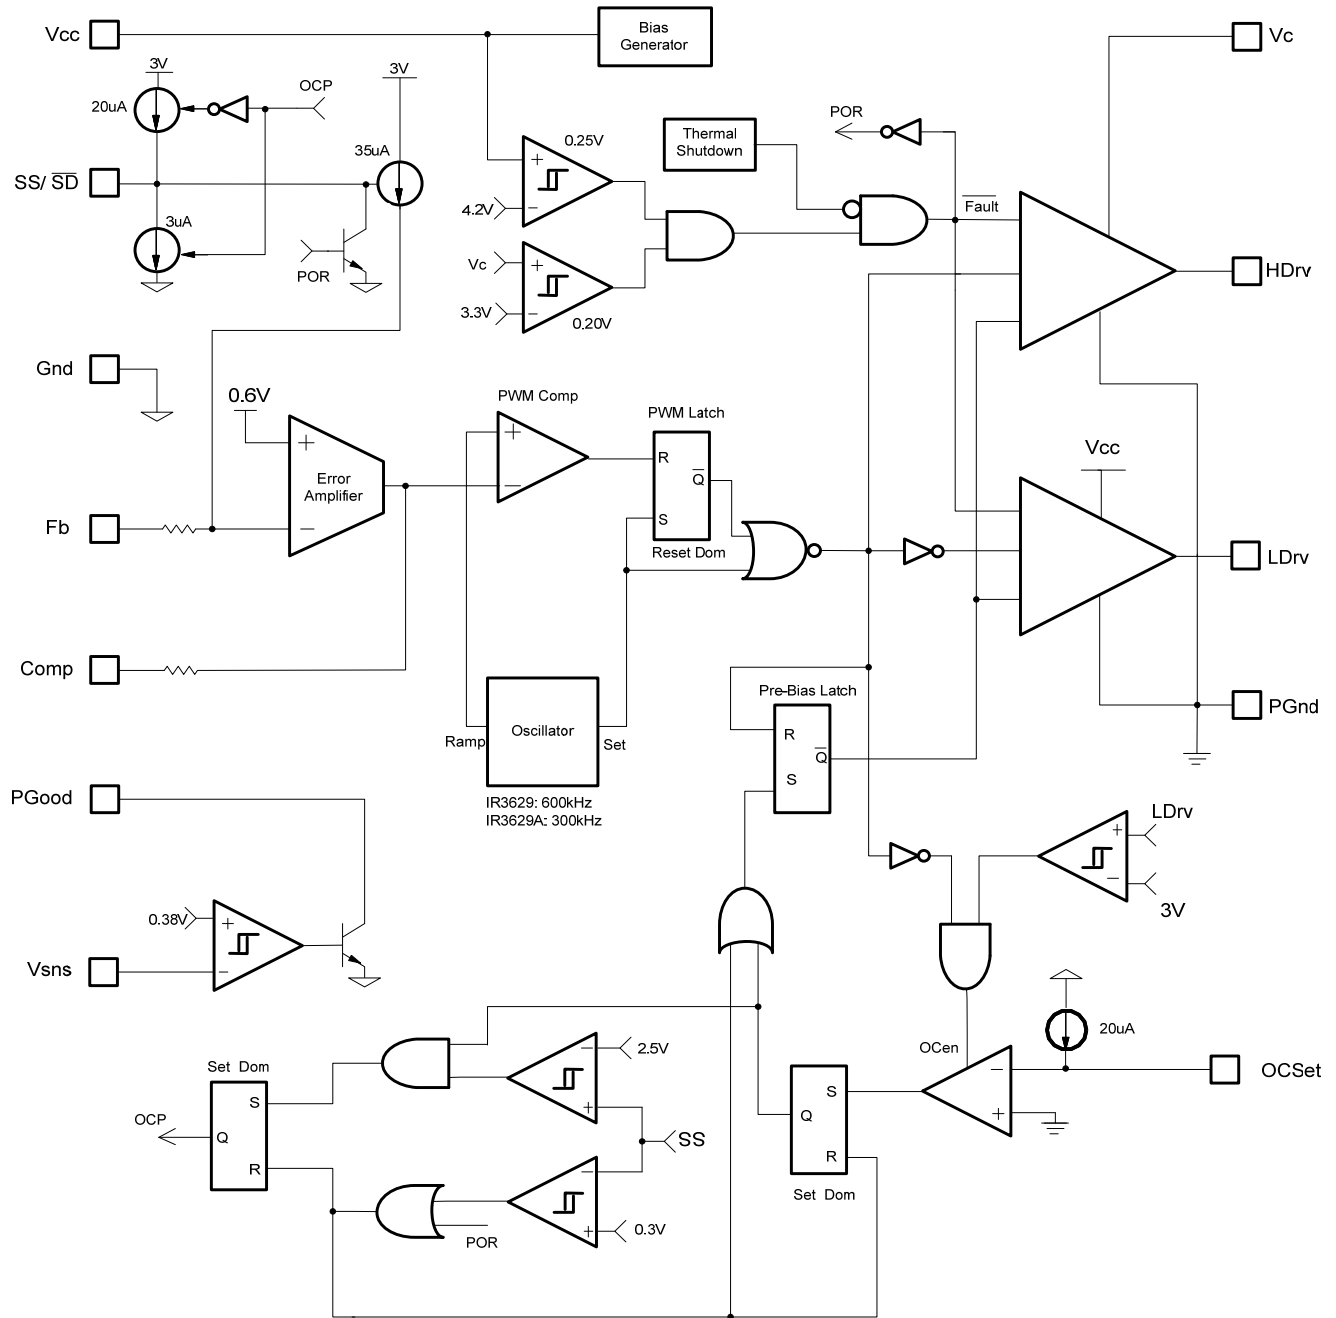 Vcc
Bias
Generator
Vc
3V
3V
OCP
20uA
0.25V
Thermal
Shutdown
POR
+
35uA
SS/ SD
4.2V
−
Fault
3uA
POR
Vc
+
HDrv
3.3V
−
0.20V
Gnd
0.6V
PWM Comp
PWM Latch
+
+
Vcc
R
Error
Amplifier
−
Q
Fb
−
S
Reset Dom
LDrv
Comp
Pre-Bias Latch
PGnd
Oscillator
R
Ramp
Set
Q
S
PGood
IR3629: 600kHz
IR3629A: 300kHz
LDrv
+
−
3V
0.38V
+
Vsns
−
20uA
2.5V
−
OCen
Set Dom
−
OCSet
S
+
S
OCP
Q
SS
Q
+
R
−
R
Set Dom
0.3V
+
POR